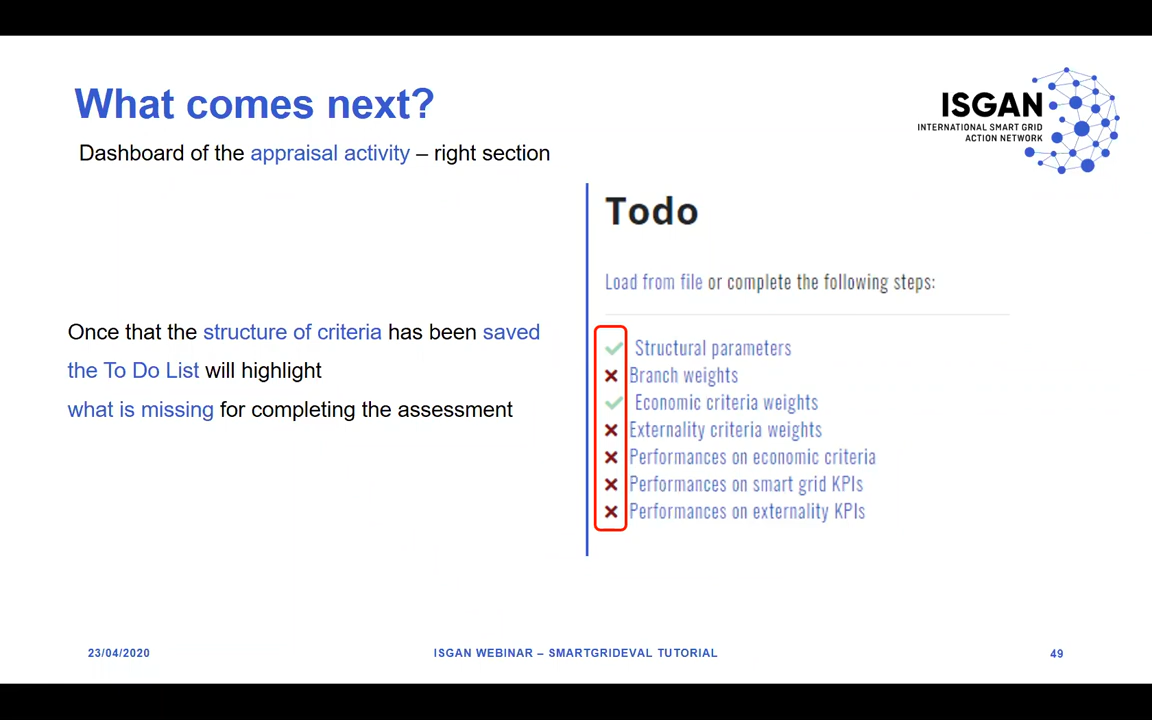 What comes next?
ISGAN
INTERNATIONAL SMART GRID
ACTION NETWORK
Dashboard of the appraisal activity – right section
Once that the structure of criteria has been saved
the To Do List will highlight
what is missing for completing the assessment
Todo
Load from file or complete the following steps:
Structural parameters
Branch weights
Economic criteria weights
Externality criteria weights
Performances on economic criteria
Performances on smart grid KPIs
Performances on externality KPIs
23/04/2020
ISGAN WEBINAR – SMARTGRIDEVAL TUTORIAL
49